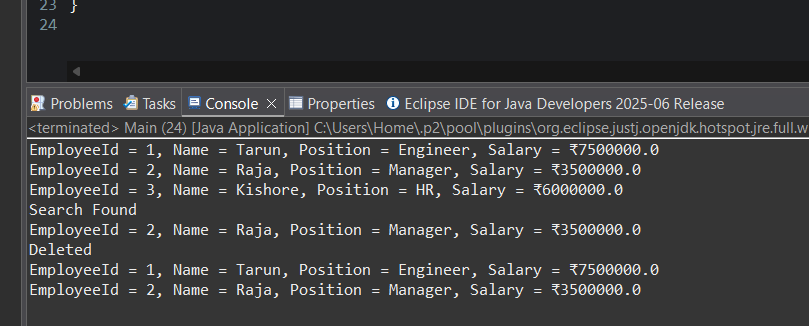 23 }
24
Problems Tasks Console Properties Eclipse IDE for Java Developers 2025-06 Release
<terminated> Main (24) [Java Application] C:\Users\Home\.p2\pool\plugins\org.eclipse.justj.openjdk.hotspot.jre.full.w
EmployeeId = 1, Name = Tarun, Position = Engineer, Salary = ₹7500000.0
EmployeeId = 2, Name = Raja, Position = Manager, Salary = ₹3500000.0
EmployeeId = 3, Name = Kishore, Position = HR, Salary = ₹6000000.0
Search Found
EmployeeId = 2, Name = Raja, Position = Manager, Salary = ₹3500000.0
Deleted
EmployeeId = 1, Name = Tarun, Position = Engineer, Salary = ₹7500000.0
EmployeeId = 2, Name = Raja, Position = Manager, Salary = ₹3500000.0